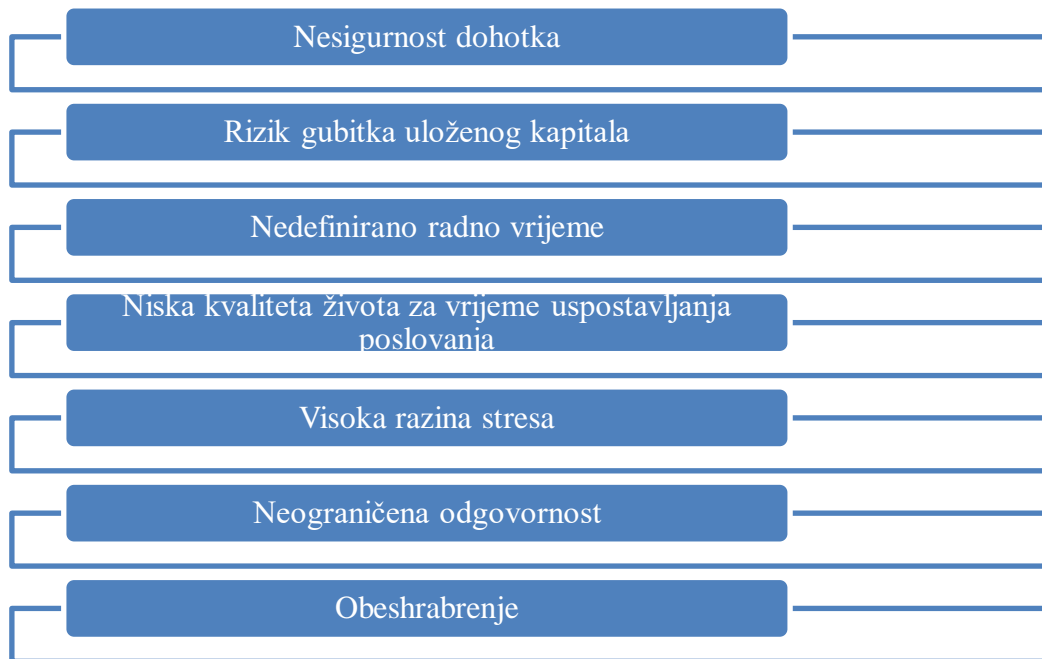 Nesigurnost dohotka
Rizik gubitka uloženog kapitala
Nedefinirano radno vrijeme
Niska kvaliteta života za vrijeme uspostavljanja
poslovanja
Visoka razina stresa
Neograničena odgovornost
Obeshrabrenje